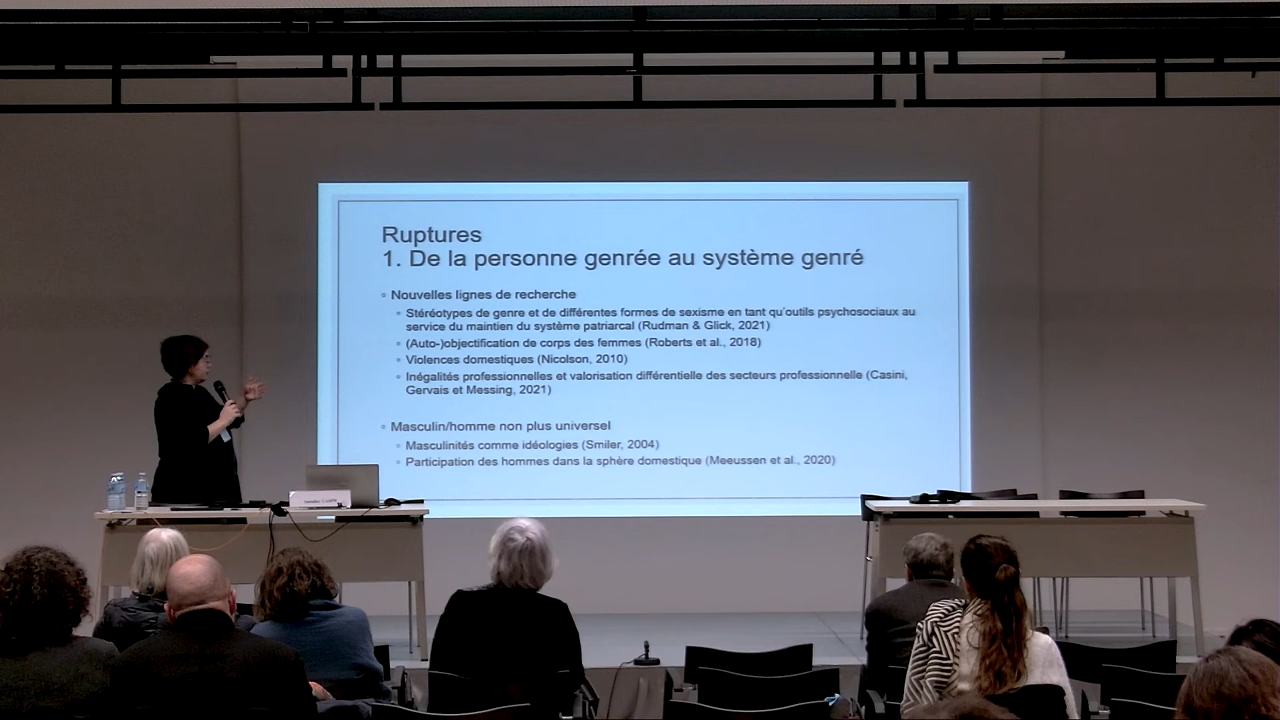 Ruptures
1. De la personne genrée au système genré
▫ Nouvelles lignes de recherche
▫ Stéréotypes de genre et de différentes formes de sexisme en tant qu'outils psychosociaux au
service du maintien du système patriarcal (Rudman & Glick, 2021)
▫ (Auto-)objectification de corps des femmes (Roberts et al., 2018)
▫ Violences domestiques (Nicolson, 2010)
▫ Inégalités professionnelles et valorisation différentielle des secteurs professionnelle (Casini,
Gervais et Messing, 2021)
▫ Masculin/homme non plus universel
▫ Masculinités comme idéologies (Smiler, 2004)
▫ Participation des hommes dans la sphère domestique (Meeussen et al., 2020)